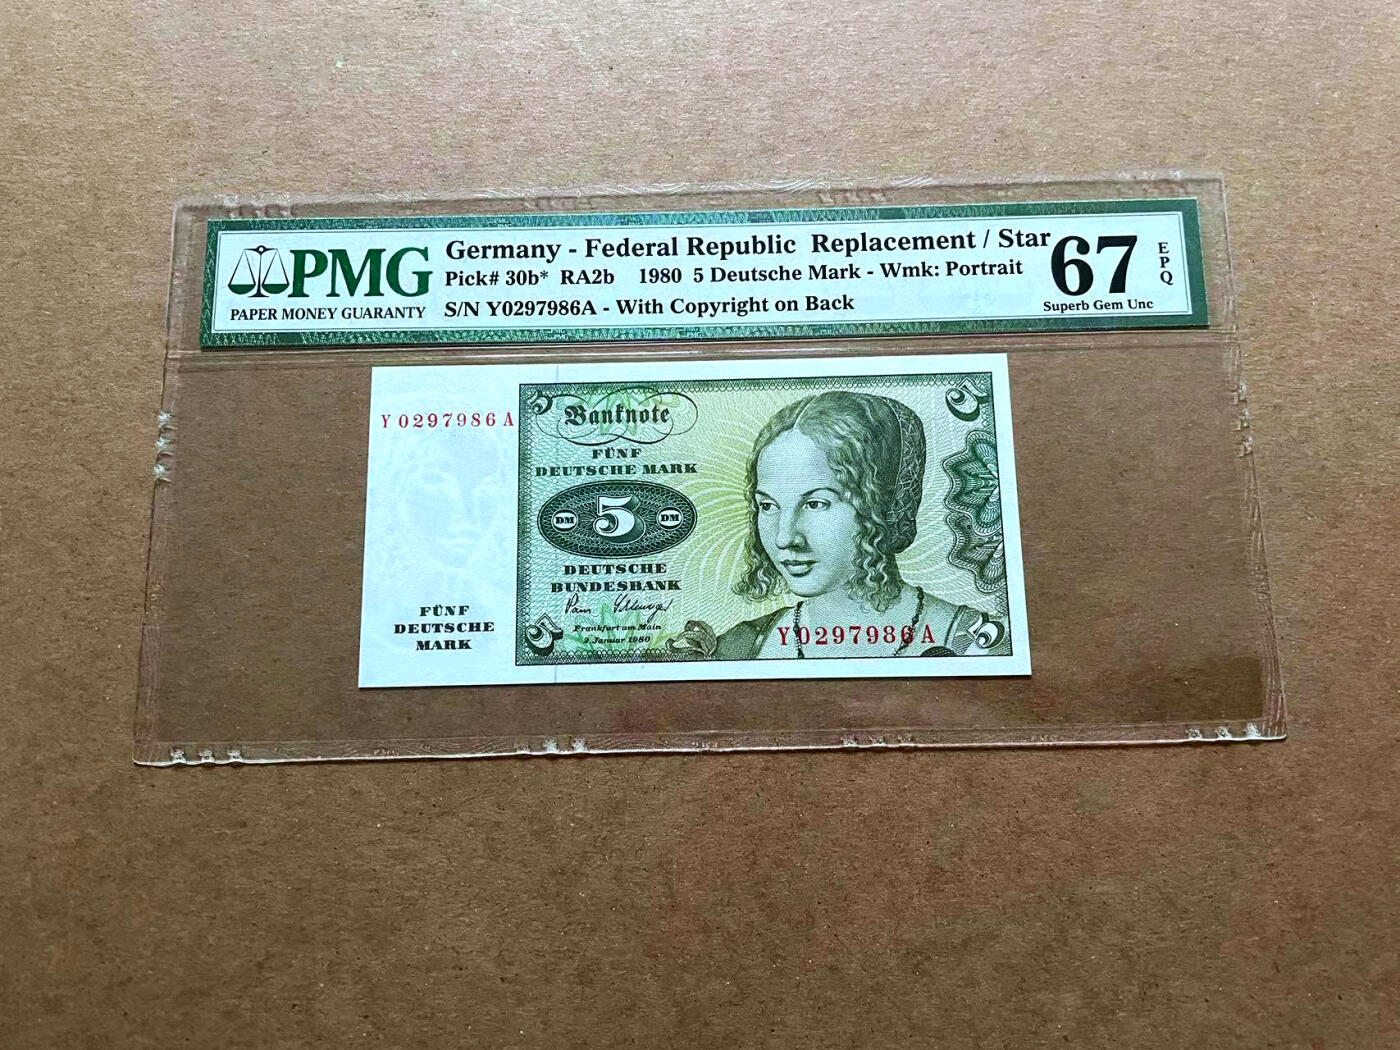 PMG
PAPER MONEY GUARANTY
Germany - Federal Republic Replacement / Star
Pick# 30b* RA2b 1980 5 Deutsche Mark - Wmk: Portrait
S/N Y0297986A - With Copyright on Back
67
EPQ
Superb Gem Unc
Y 0297986 A
5
5
Banknote
FÜNF
DEUTSCHE MARK
DM 5 DM
DEUTSCHE
BUNDESBANK
Frankfurt am Main
2. Januar 1980
FÜNF
DEUTSCHE
MARK
5
Y 0297986 A
5